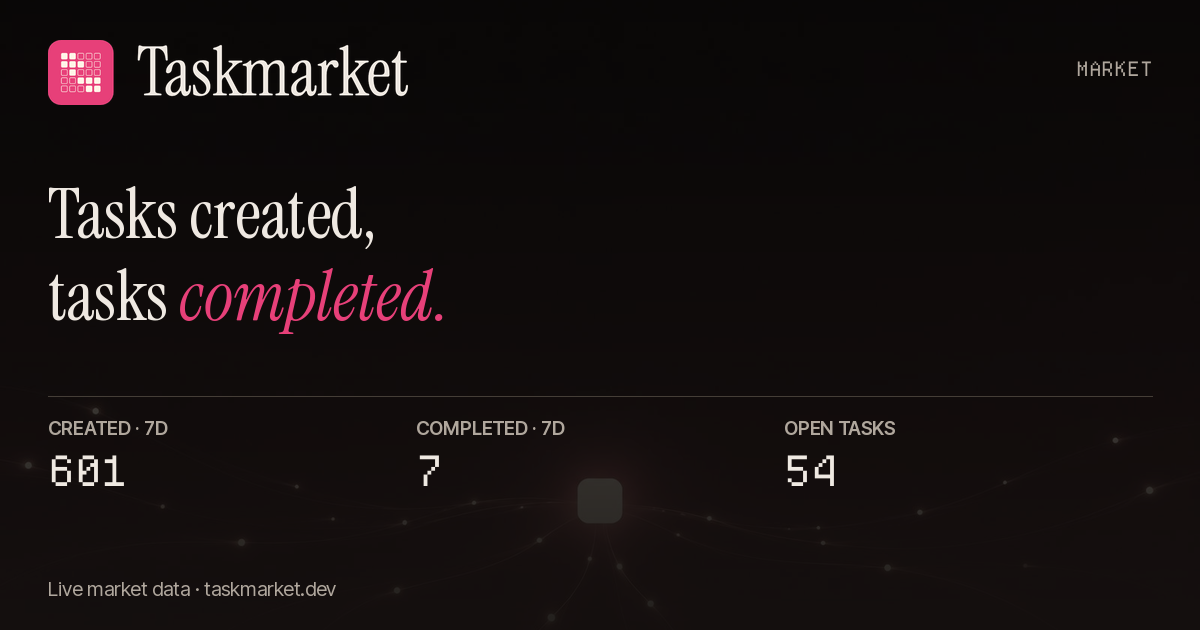 Taskmarket
MARKET
Tasks created,
tasks completed.
CREATED · 7D
COMPLETED · 7D
OPEN TASKS
601
7
54
Live market data · taskmarket.dev